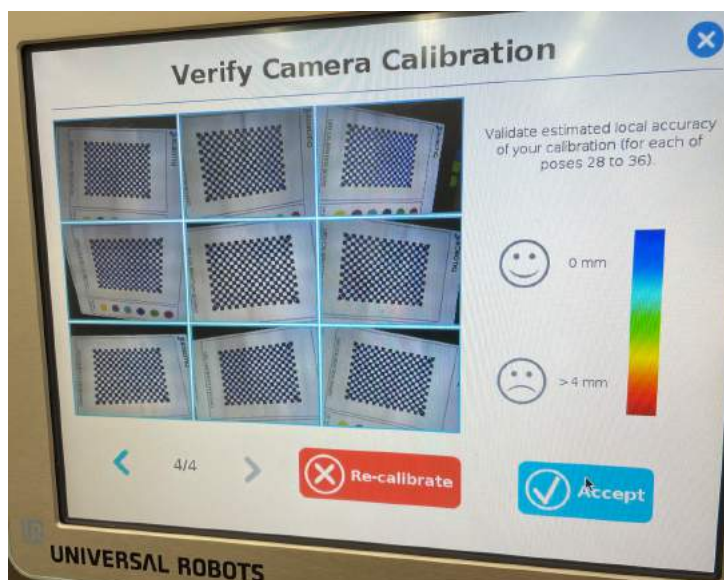 Verify Camera Calibration
Validate estimated local accuracy
of your calibration (for each of
poses 28 to 36).
0 mm
>4 mm
4/4
Re-calibrate
Accept
UNIVERSAL ROBOTS